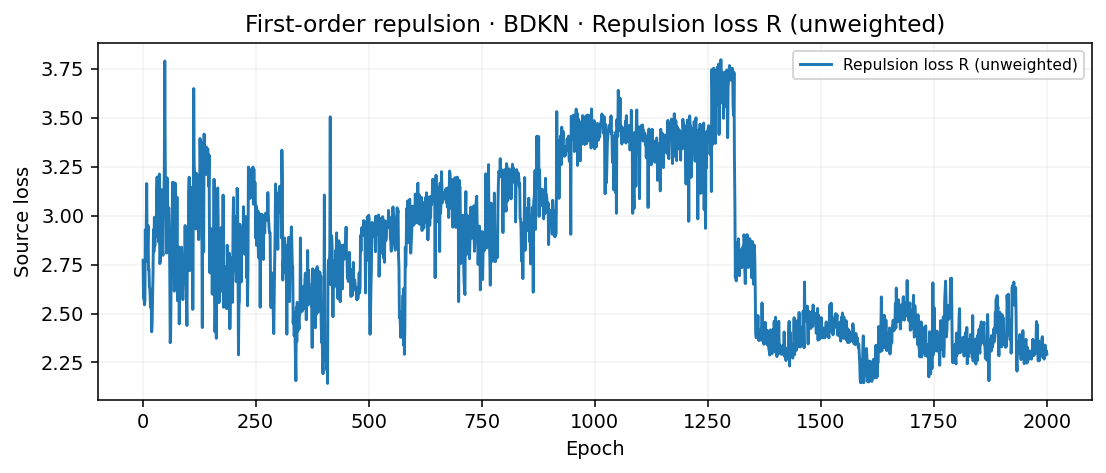 First-order repulsion · BDKN · Repulsion loss R (unweighted)
Repulsion loss R (unweighted)
Source loss
3.75
3.50
3.25
3.00
2.75
2.50
2.25
0 250 500 750 1000 1250 1500 1750 2000
Epoch